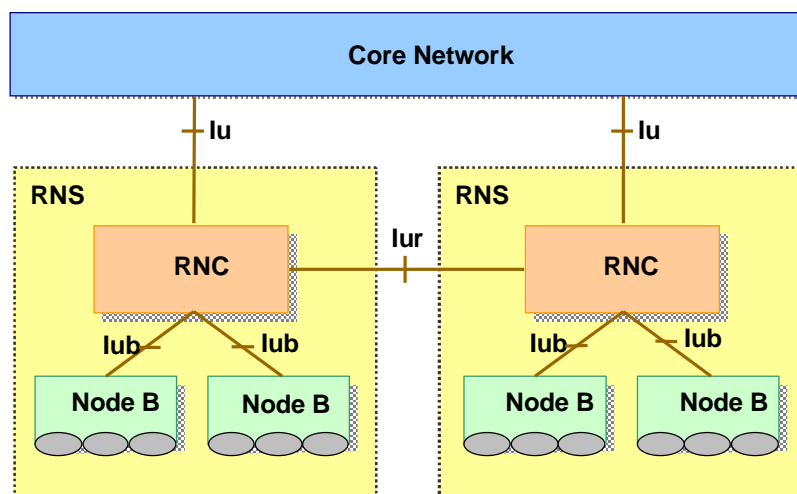 Core Network
Iu
Iu
RNS
RNS
Iur
RNC
RNC
Iub
Iub
Iub
Iub
Node B
Node B
Node B
Node B